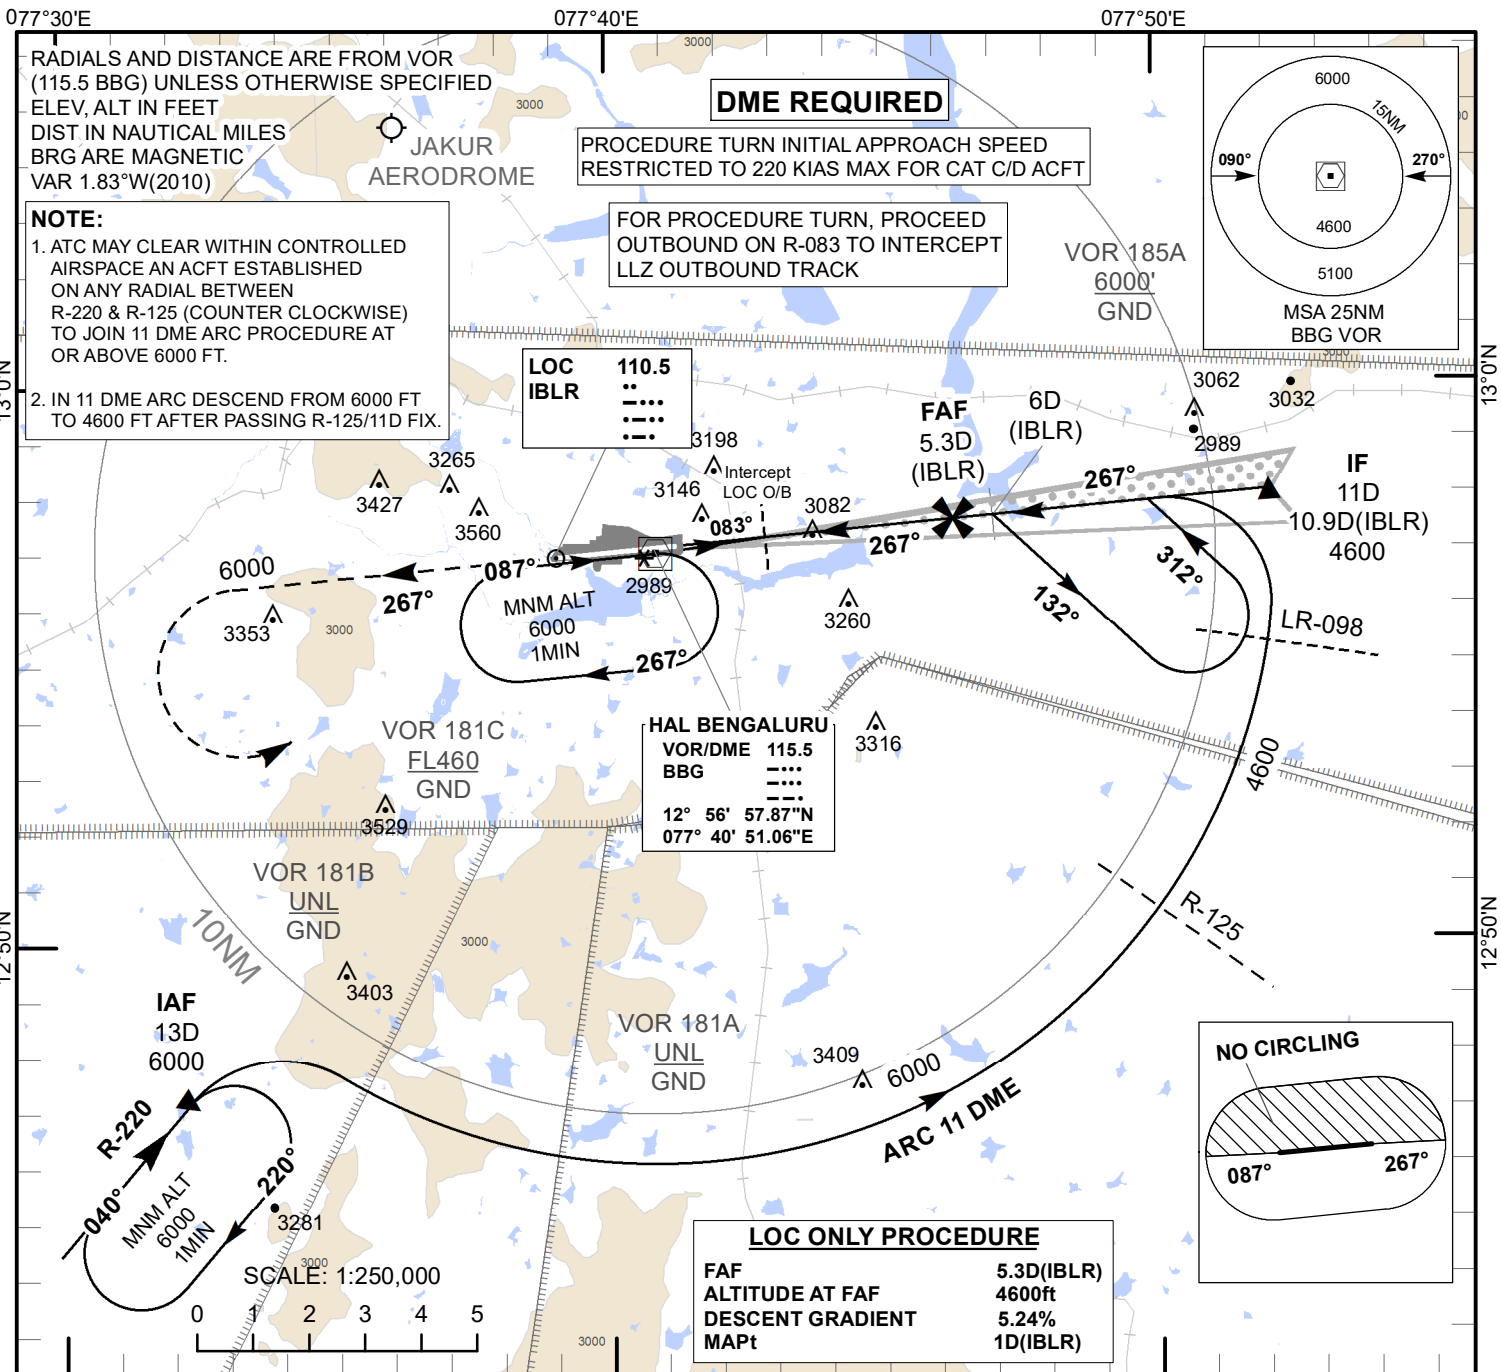 077°30'E
077°40'E
077°50'E
RADIALS AND DISTANCE ARE FROM VOR
(115.5 BBG) UNLESS OTHERWISE SPECIFIED
ELEV, ALT IN FEET
DIST IN NAUTICAL MILES
BRG ARE MAGNETIC
VAR 1.83°W(2010)
JAKUR
AERODROME
3000
3000
DME REQUIRED
PROCEDURE TURN INITIAL APPROACH SPEED
RESTRICTED TO 220 KIAS MAX FOR CAT C/D ACFT
FOR PROCEDURE TURN, PROCEED
OUTBOUND ON R-083 TO INTERCEPT
LLZ OUTBOUND TRACK
6000
15NM
090°
270°
4600
5100
MSA 25NM
BBG VOR
3000
NOTE:
1. ATC MAY CLEAR WITHIN CONTROLLED
AIRSPACE AN ACFT ESTABLISHED
ON ANY RADIAL BETWEEN
R-220 & R-125 (COUNTER CLOCKWISE)
TO JOIN 11 DME ARC PROCEDURE AT
OR ABOVE 6000 FT.
2. IN 11 DME ARC DESCEND FROM 6000 FT
TO 4600 FT AFTER PASSING R-125/11D FIX.
VOR 185A
6000'
GND
13°0'N
13°0'N
LOC 110.5
IBLR
3062
3032
2989
FAF
5.3D
(IBLR)
6D
(IBLR)
IF
11D
10.9D(IBLR)
4600
3198
Intercept
LOC O/B
3146
3082
3265
3427
3560
267°
083°
267°
6000
267°
087°
2989
MNM ALT
6000
1MIN
267°
3353
3000
3260
132°
312°
LR-098
VOR 181C
FL460
GND
HAL BENGALURU
VOR/DME 115.5
BBG
12° 56' 57.87"N
077° 40' 51.06"E
3316
4600
3529
VOR 181B
UNL
GND
10NM
3000
R-125
12°50'N
12°50'N
3403
IAF
13D
6000
VOR 181A
UNL
GND
3409
6000
ARC 11 DME
R-220
040°
220°
MNM ALT
6000
1MIN
3281
3000
SCALE: 1:250,000
0 1 2 3 4 5
3000
NO CIRCLING
087°
267°
LOC ONLY PROCEDURE
FAF 5.3D(IBLR)
ALTITUDE AT FAF 4600ft
DESCENT GRADIENT 5.24%
MAPt 1D(IBLR)